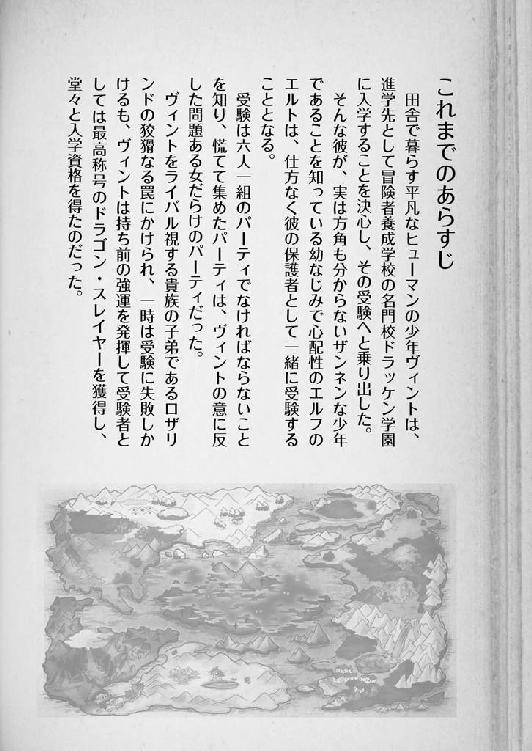 これまでのあらすじ
田舎で暮らす平凡なヒューマンの少年ヴィントは、
進学先として冒険者養成学校の名門校ドラッケン学園
に入学することを決心し、その受験へと乗り出した。
そんな彼が、実は方角も分からないザンネンな少年
であることを知っている幼なじみで心配性のエルフの
エルトは、仕方なく彼の保護者として一緒に受験する
こととなる。
受験は六人一組のパーティでなければならないこと
を知り、慌てて集めたパーティは、ヴィントの意に反
した問題ある女だらけのパーティだった。
ヴィントをライバル視する貴族の子弟であるロザリ
ンドの狡猾なる罠にかけられ、一時は受験に失敗しか
けるも、ヴィントは持ち前の強運を発揮して受験者と
しては最高称号のドラゴン・スレイヤーを獲得し、
堂々と入学資格を得たのだった。